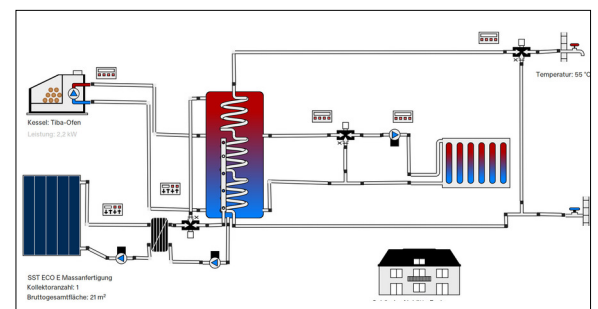 Temperatur: 55 °C
Kessel: Tiba-Ofen
Leistung: 2,2 kW
SST ECO E Massanfertigung
Kollektoranzahl: 1
Bruttogesamtfläche: 21 m²